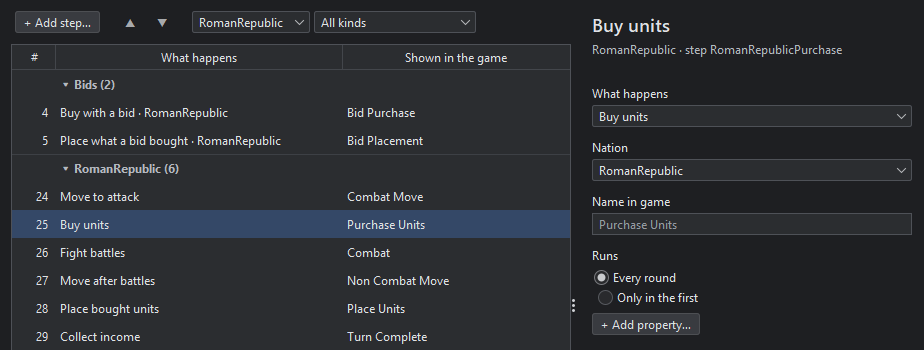 + Add step... ▲ ▼ RomanRepublic All kinds
# What happens Shown in the game
Bids (2)
4 Buy with a bid · RomanRepublic Bid Purchase
5 Place what a bid bought · RomanRepublic Bid Placement
RomanRepublic (6)
24 Move to attack Combat Move
25 Buy units Purchase Units
26 Fight battles Combat
27 Move after battles Non Combat Move
28 Place bought units Place Units
29 Collect income Turn Complete
Buy units
RomanRepublic · step RomanRepublicPurchase
What happens
Buy units
Nation
RomanRepublic
Name in game
Purchase Units
Runs
Every round
Only in the first
+ Add property...